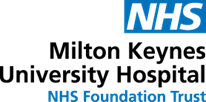 NHS
Milton Keynes
University Hospital
NHS Foundation Trust